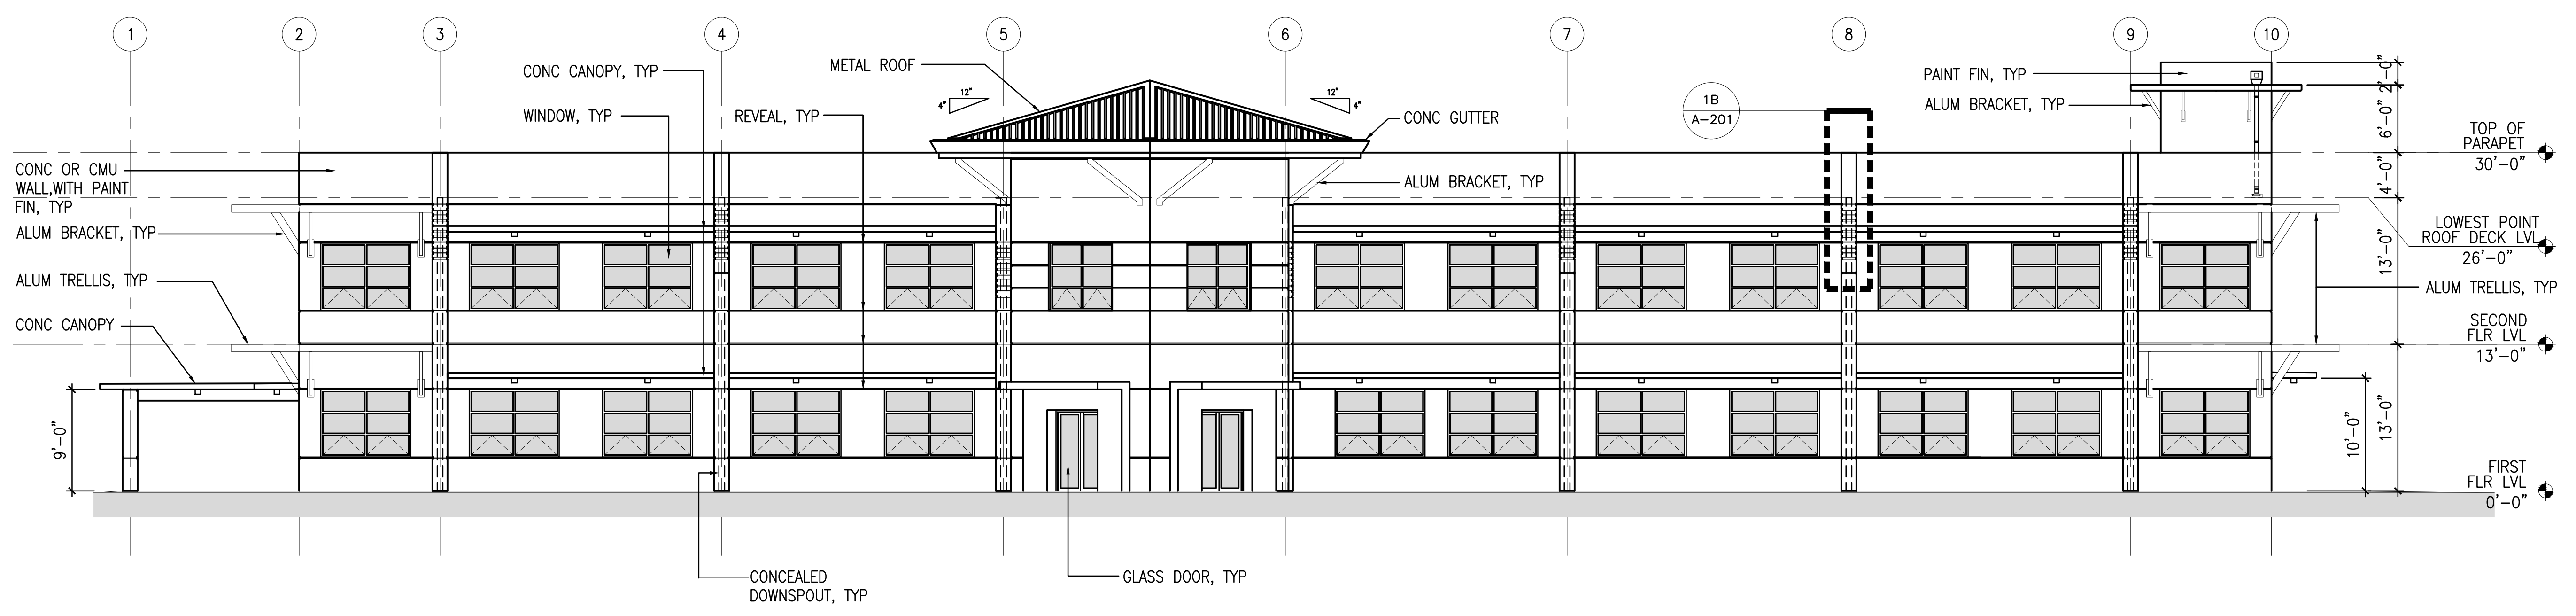 1
2
3
4
5
6
7
8
9
10
CONC CANOPY, TYP
METAL ROOF
PAINT FIN, TYP
2'-0"
12"
4"
12"
4"
1B
A-201
ALUM BRACKET, TYP
WINDOW, TYP
REVEAL, TYP
CONC GUTTER
6'-0"
TOP OF
PARAPET
30'-0"
CONC OR CMU
WALL,WITH PAINT
FIN, TYP
ALUM BRACKET, TYP
4'-0"
ALUM BRACKET, TYP
LOWEST POINT
ROOF DECK LVL
26'-0"
13'-0"
ALUM TRELLIS, TYP
ALUM TRELLIS, TYP
CONC CANOPY
SECOND
FLR LVL
13'-0"
9'-0"
10'-0"
13'-0"
FIRST
FLR LVL
0'-0"
CONCEALED
DOWNSPOUT, TYP
GLASS DOOR, TYP